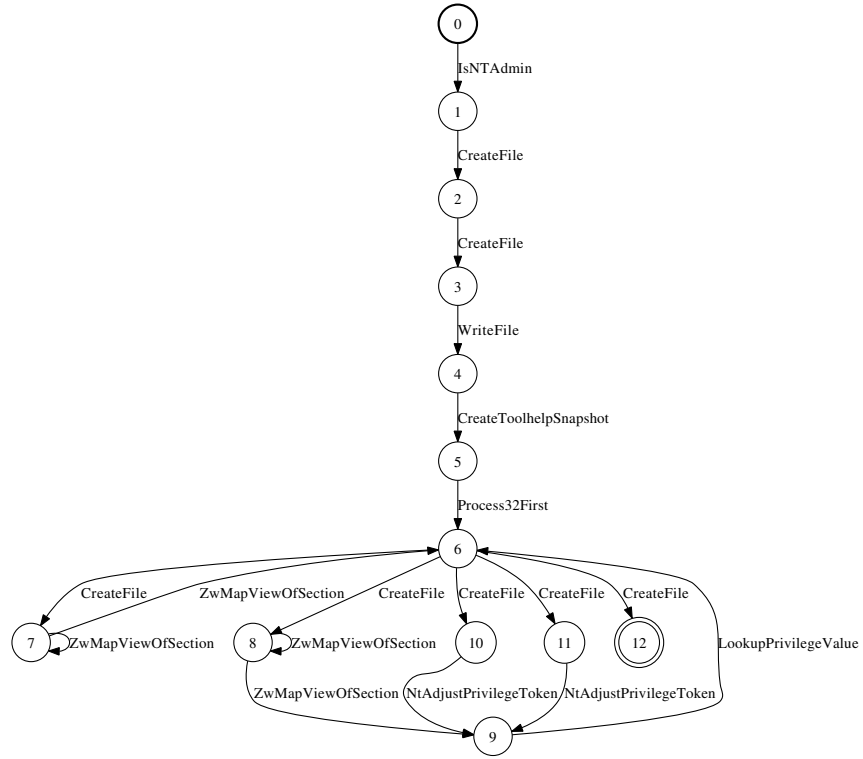 0
IsNTAdmin
1
CreateFile
2
CreateFile
3
WriteFile
4
CreateToolhelpSnapshot
5
Process32First
6
CreateFile ZwMapViewOfSection CreateFile CreateFile CreateFile CreateFile
7 ZwMapViewOfSection 8 ZwMapViewOfSection 10 11 12 LookupPrivilegeValue
ZwMapViewOfSection NtAdjustPrivilegeToken NtAdjustPrivilegeToken
9